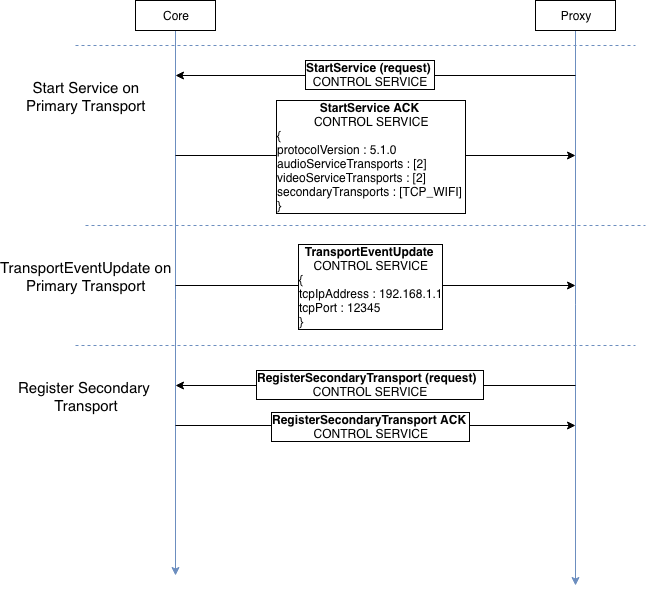 Core
Proxy
Start Service on
Primary Transport
StartService (request)
CONTROL SERVICE
StartService ACK
CONTROL SERVICE
{
protocolVersion : 5.1.0
audioServiceTransports : [2]
videoServiceTransports : [2]
secondaryTransports : [TCP_WIFI]
}
TransportEventUpdate on
Primary Transport
TransportEventUpdate
CONTROL SERVICE
{
tcpIpAddress : 192.168.1.1
tcpPort : 12345
}
Register Secondary
Transport
RegisterSecondaryTransport (request)
CONTROL SERVICE
RegisterSecondaryTransport ACK
CONTROL SERVICE